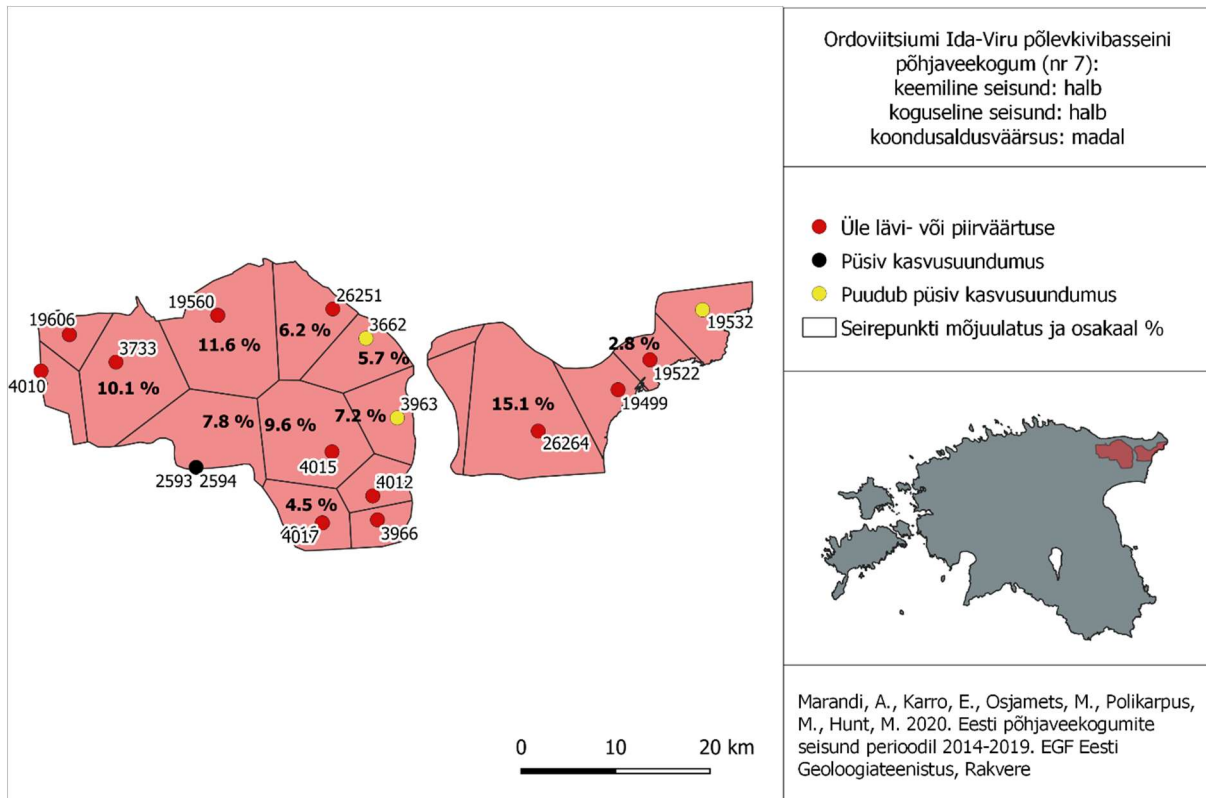 Ordoviitsiumi Ida-Viru põlevkivibasseini
põhjaveekogum (nr 7):
keemiline seisund: halb
koguseline seisund: halb
koondusaldusväärsus: madal
Üle lävi- või piirväärtuse
Püsiv kasvusuundumus
Puudub püsiv kasvusuundumus
Seirepunkti mõjuulatus ja osakaal %
19606
19560
26251
3662
19532
3733
11.6 %
6.2 %
5.7 %
2.8 %
19522
4010
10.1 %
19499
7.8 %
9.6 %
7.2 %
3963
15.1 %
26264
2593
2594
4015
4012
4.5 %
4017
3966
0 10 20 km
Marandi, A., Karro, E., Osjamets, M., Polikarpus,
M., Hunt, M. 2020. Eesti põhjaveekogumite
seisund perioodil 2014-2019. EGF Eesti
Geoloogiateenistus, Rakvere